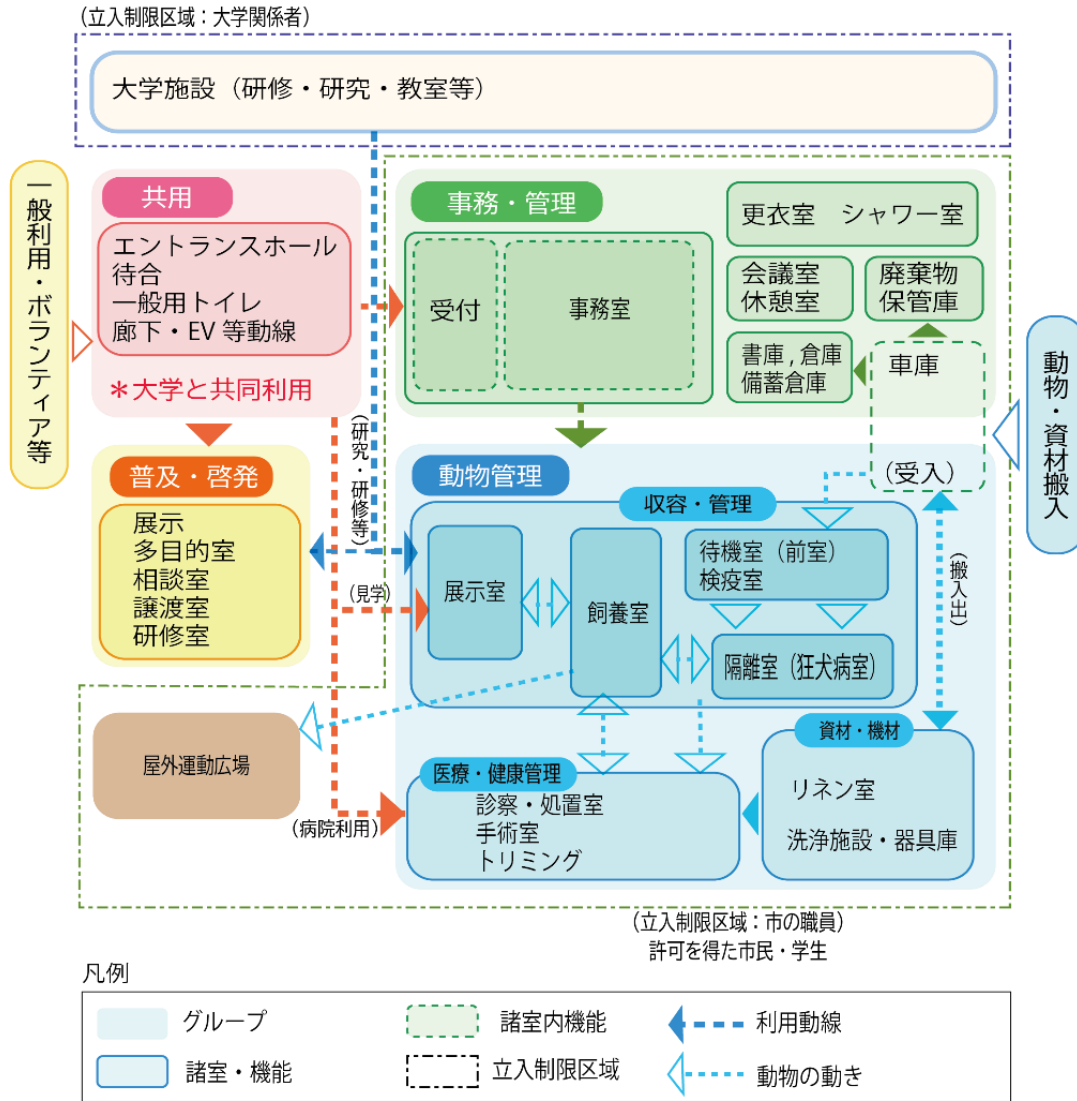 (立入制限区域：大学関係者)
大学施設（研修・研究・教室等）
一般利用・ボランティア等
共用
エントランスホール
待合
一般用トイレ
廊下・EV 等動線
＊大学と共同利用
事務・管理
受付
事務室
更衣室　シャワー室
会議室
休憩室
廃棄物
保管庫
書庫 , 倉庫
備蓄倉庫
車庫
(受入)
動物・資材搬入
(研究・研修等)
普及・啓発
展示
多目的室
相談室
譲渡室
研修室
(見学)
動物管理
収容・管理
展示室
飼養室
待機室（前室）
検疫室
隔離室（狂犬病室）
(搬入出)
屋外運動広場
(病院利用)
医療・健康管理
診察・処置室
手術室
トリミング
資材・機材
リネン室
洗浄施設・器具庫
(立入制限区域：市の職員)
許可を得た市民・学生
凡例
グループ
諸室内機能
利用動線
諸室・機能
立入制限区域
動物の動き